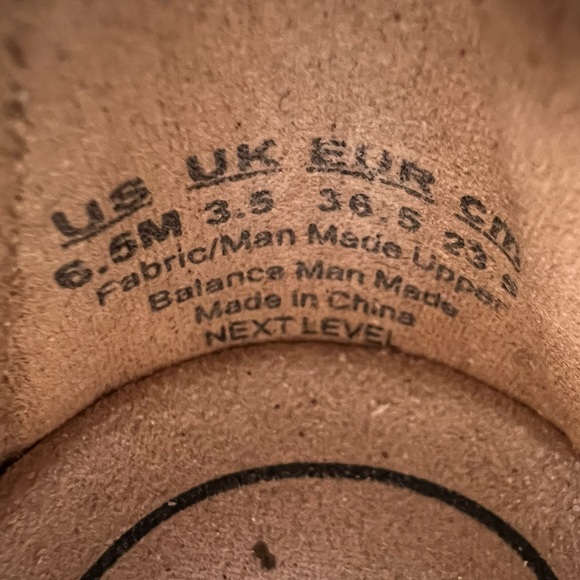 US UK EUR cm
6.5M 3.5 36.5 23.5
Fabric/Man Made Upper
Balance Man Made
Made in China
NEXT LEVEL